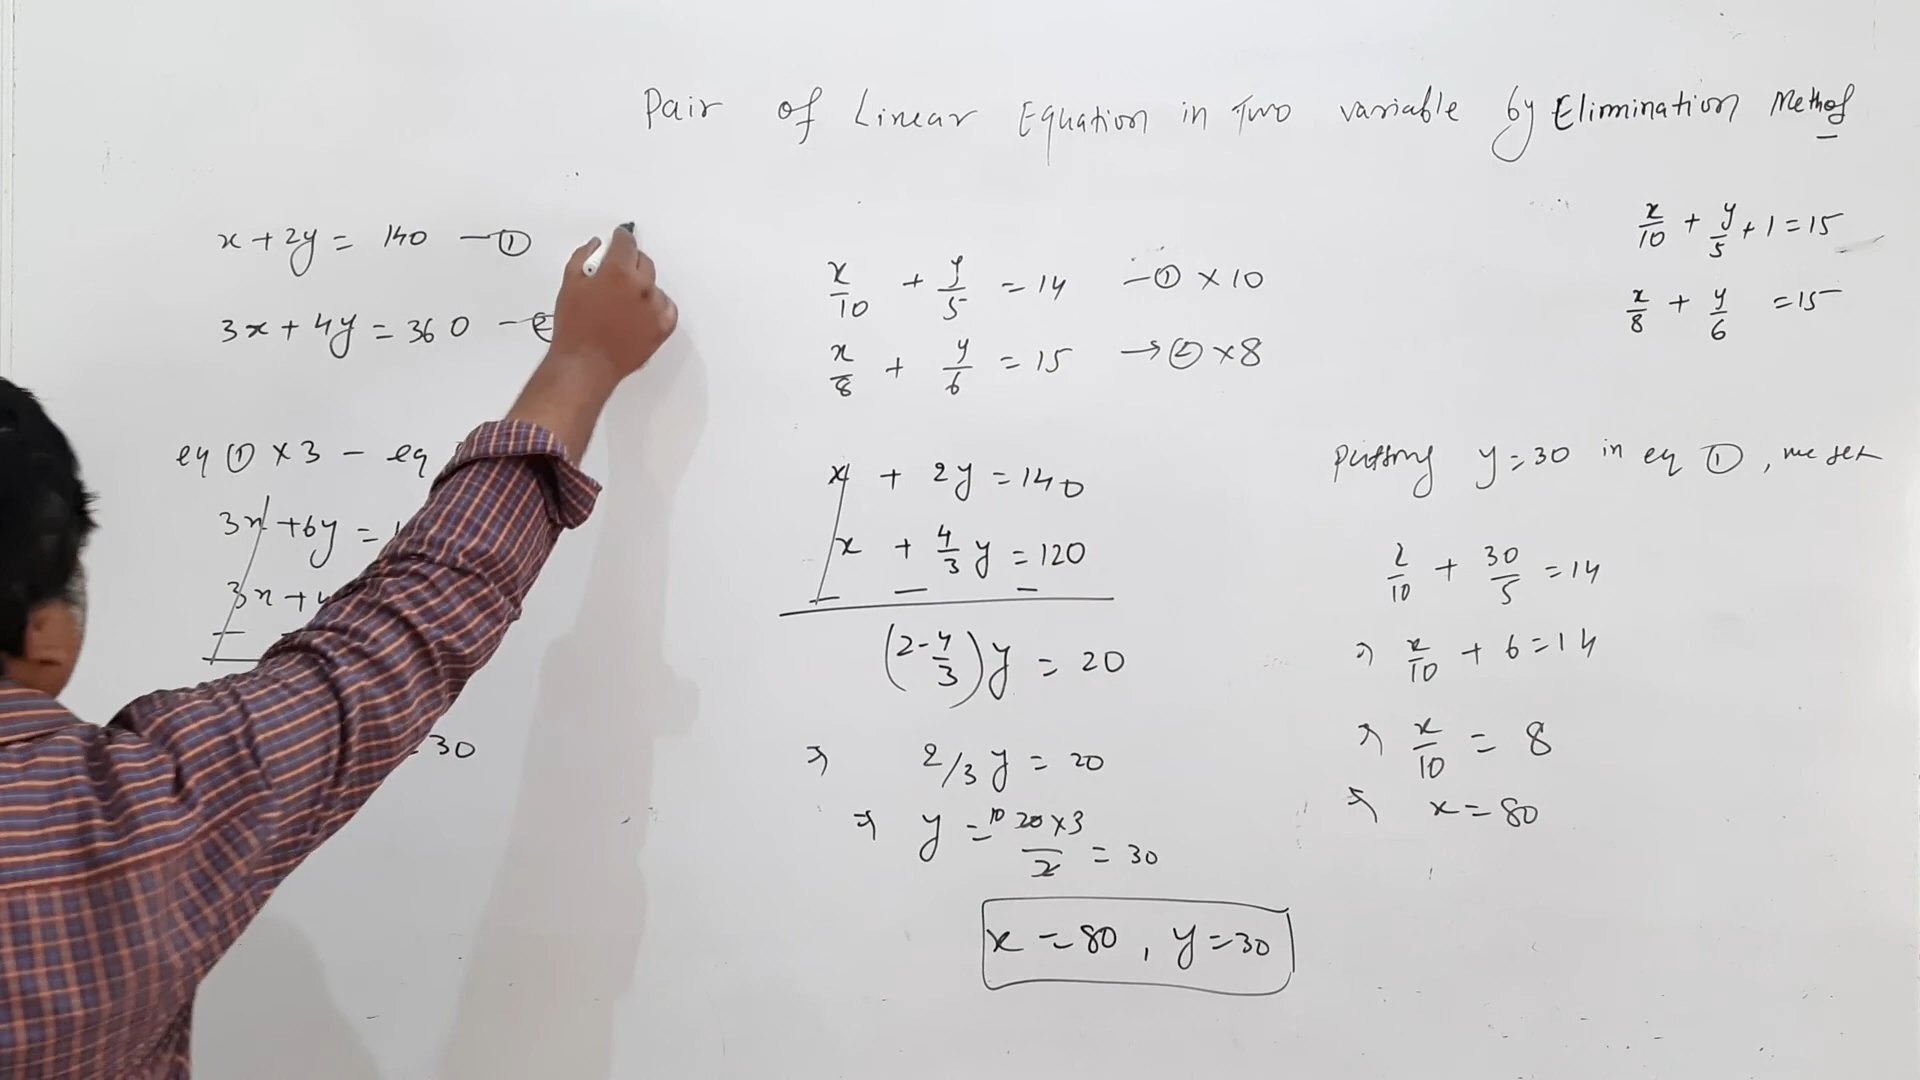 Pair of Linear Equation in Two variable by Elimination Method
x + 2y = 140 — ①
3x + 4y = 360 —
eq ① × 3 - eq
3x + 6y =
3x +
= 30
x/10 + y/5 = 14 — ① × 10
x/8 + y/6 = 15 → ② × 8
x + 2y = 140
x + 4/3 y = 120
— — —
(2 - 4/3) y = 20
⇒ 2/3 y = 20
⇒ y = 10 20×3/2 = 30
x = 80 , y = 30
x/10 + y/5 + 1 = 15
x/8 + y/6 = 15
putting y = 30 in eq ① , we get
x/10 + 30/5 = 14
⇒ x/10 + 6 = 14
⇒ x/10 = 8
⇒ x = 80